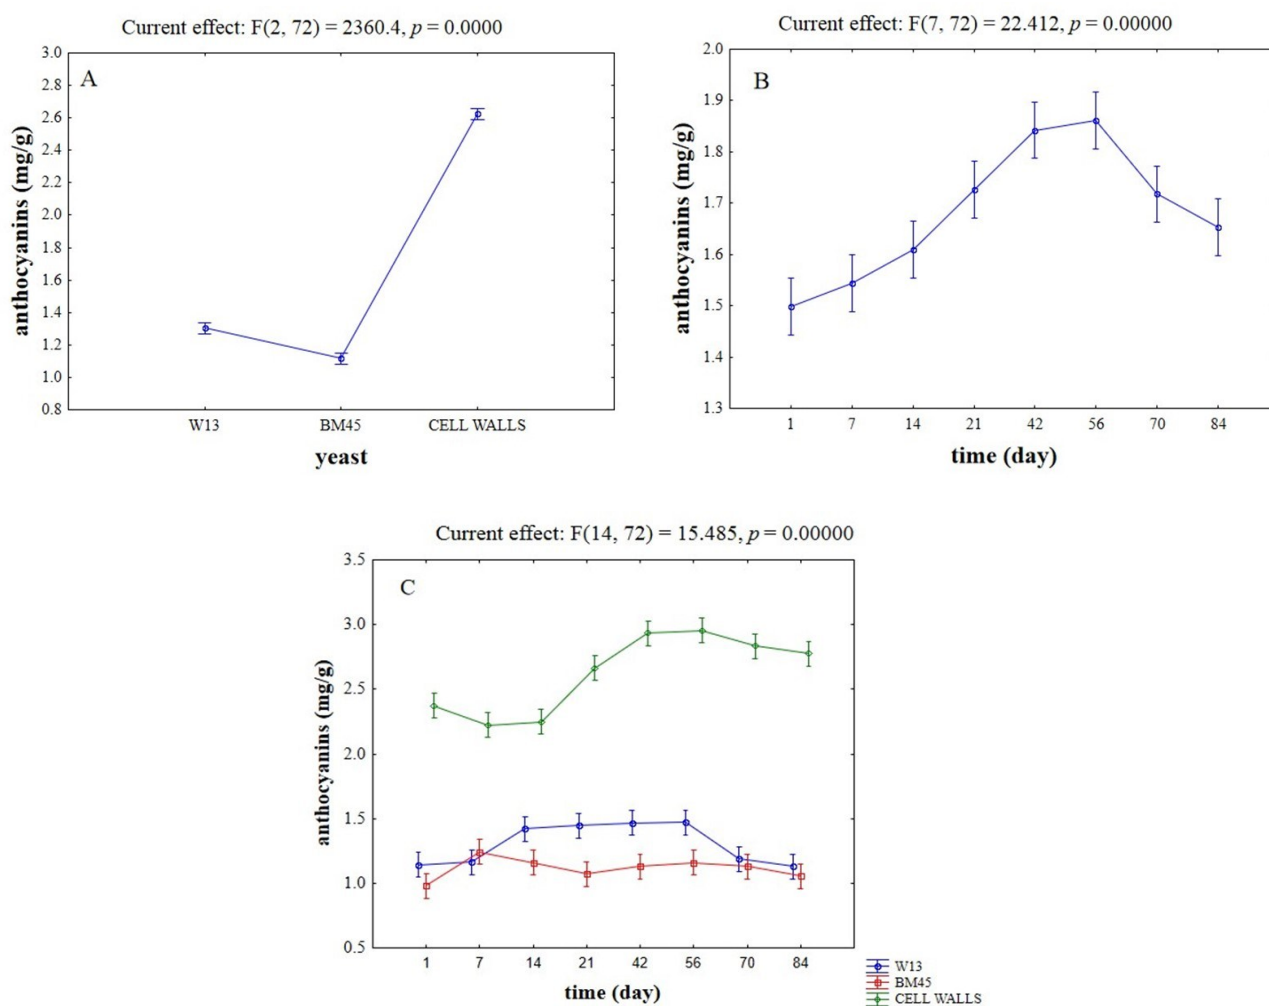 Current effect: F(2, 72) = 2360.4, p = 0.0000
A
anthocyanins (mg/g)
3.0
2.8
2.6
2.4
2.2
2.0
1.8
1.6
1.4
1.2
1.0
0.8
W13 BM45 CELL WALLS
yeast
Current effect: F(7, 72) = 22.412, p = 0.00000
B
anthocyanins (mg/g)
2.0
1.9
1.8
1.7
1.6
1.5
1.4
1.3
1 7 14 21 42 56 70 84
time (day)
Current effect: F(14, 72) = 15.485, p = 0.00000
C
anthocyanins (mg/g)
3.5
3.0
2.5
2.0
1.5
1.0
0.5
1 7 14 21 42 56 70 84
time (day)
W13
BM45
CELL WALLS